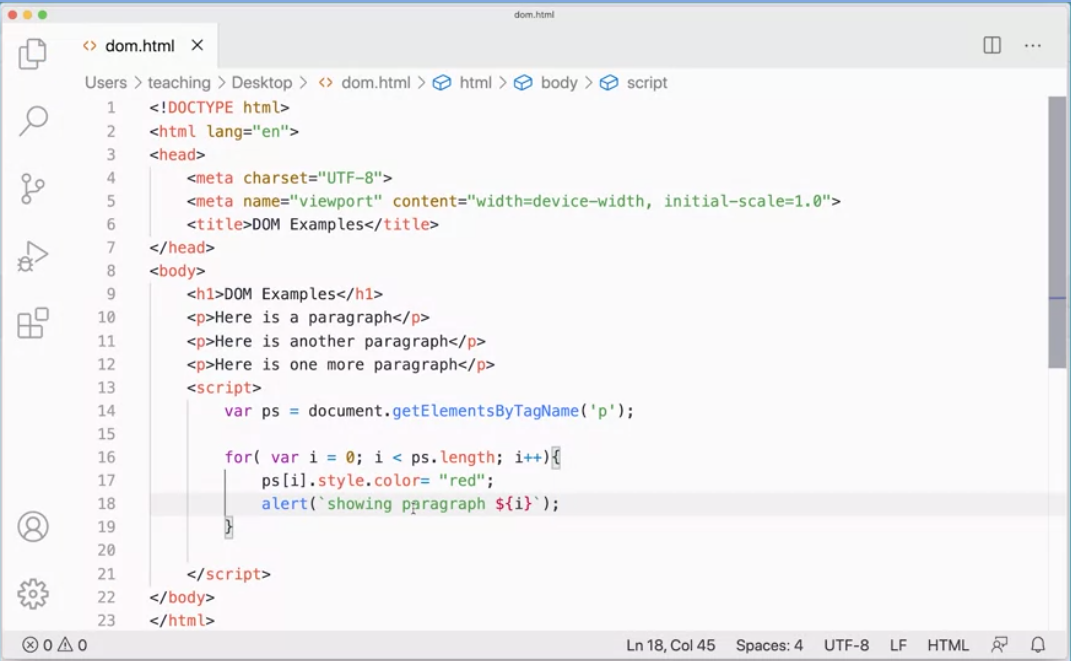 dom.html
dom.html
Users > teaching > Desktop > <> dom.html > html > body > script
1 <!DOCTYPE html>
2 <html lang="en">
3 <head>
4     <meta charset="UTF-8">
5     <meta name="viewport" content="width=device-width, initial-scale=1.0">
6     <title>DOM Examples</title>
7 </head>
8 <body>
9     <h1>DOM Examples</h1>
10     <p>Here is a paragraph</p>
11     <p>Here is another paragraph</p>
12     <p>Here is one more paragraph</p>
13     <script>
14         var ps = document.getElementsByTagName('p');
15
16         for( var i = 0; i < ps.length; i++){
17             ps[i].style.color= "red";
18             alert(`showing paragraph ${i}`);
19         }
20
21     </script>
22 </body>
23 </html>
0 0 Ln 18, Col 45 Spaces: 4 UTF-8 LF HTML